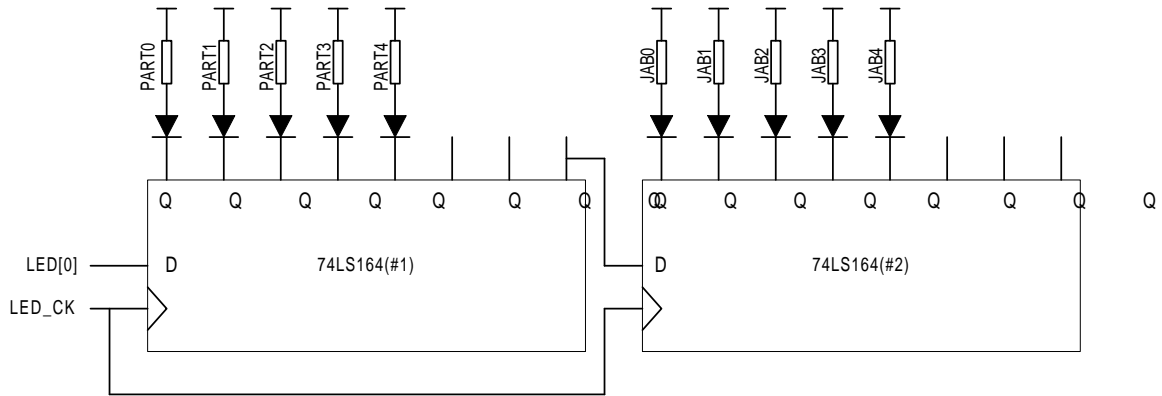 PART0 PART1 PART2 PART3 PART4 JAB0 JAB1 JAB2 JAB3 JAB4
Q Q Q Q Q Q Q Q Q Q Q Q Q Q Q Q
LED[0] D 74LS164(#1) D 74LS164(#2)
LED_CK